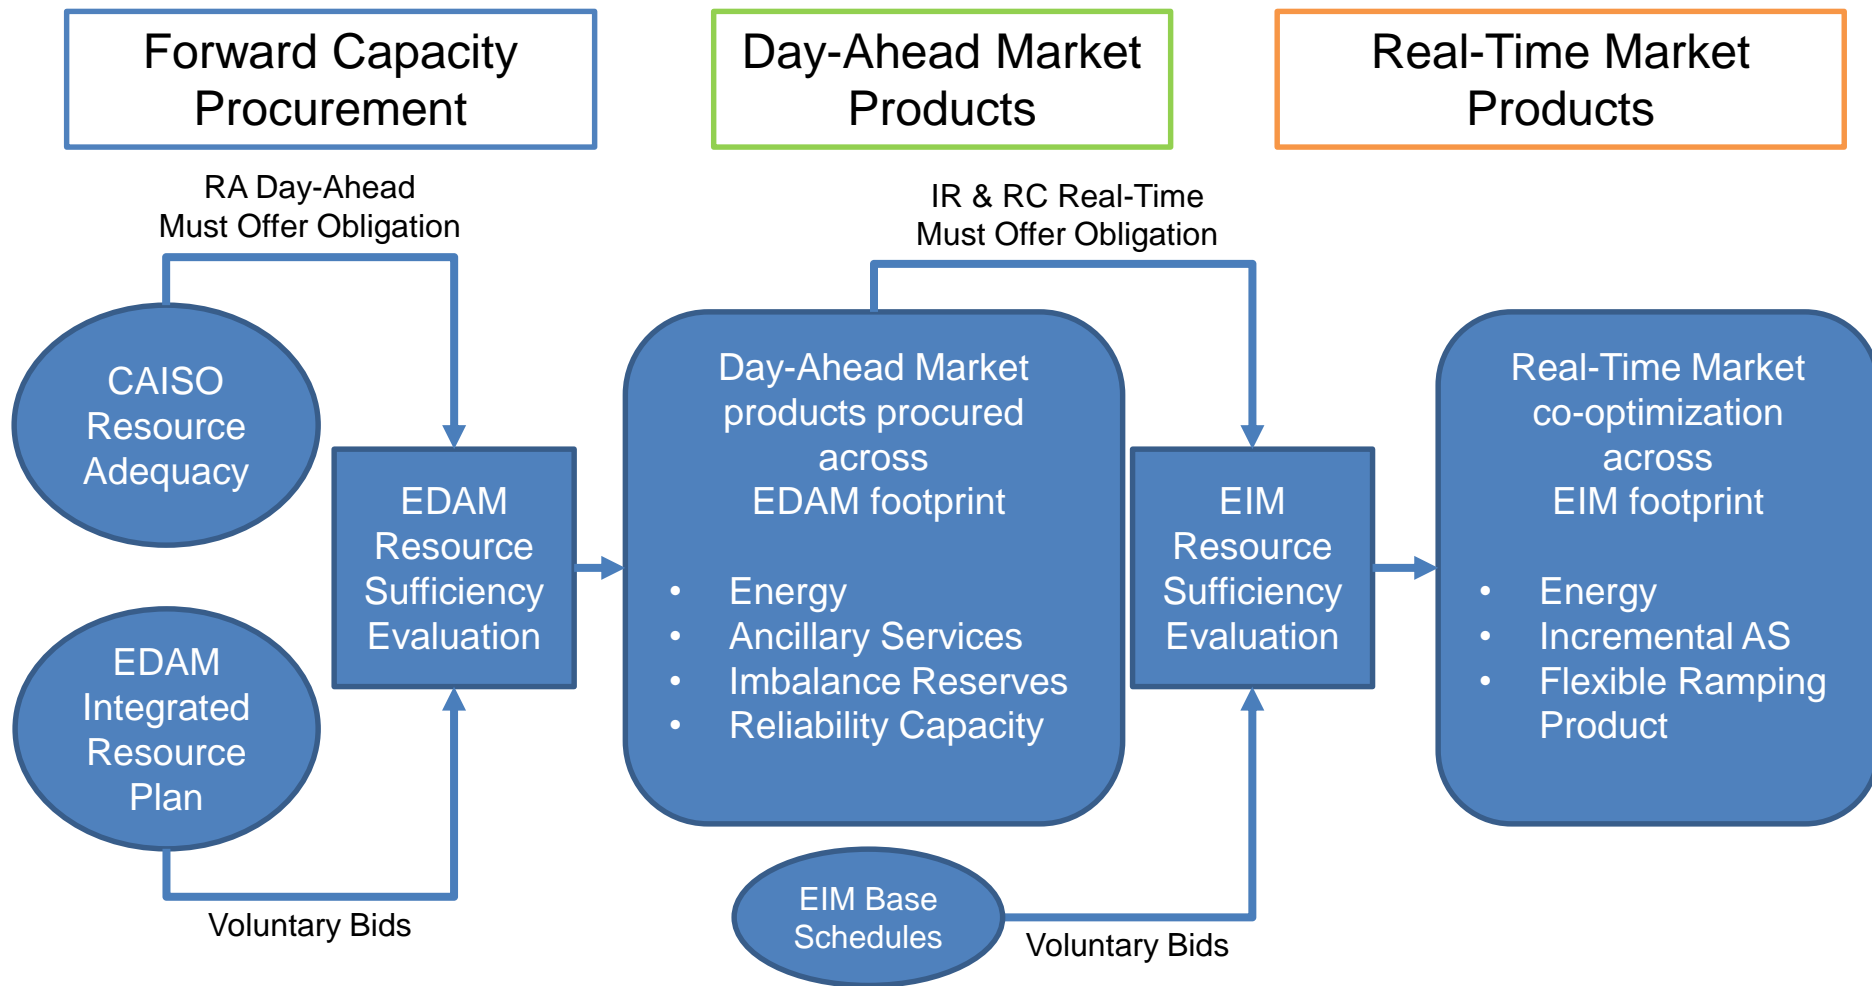 Forward Capacity
Procurement
Day-Ahead Market
Products
Real-Time Market
Products
RA Day-Ahead
Must Offer Obligation
IR & RC Real-Time
Must Offer Obligation
CAISO
Resource
Adequacy
EDAM
Integrated
Resource
Plan
Voluntary Bids
EDAM
Resource
Sufficiency
Evaluation
Day-Ahead Market
products procured
across
EDAM footprint
• Energy
• Ancillary Services
• Imbalance Reserves
• Reliability Capacity
EIM Base
Schedules
Voluntary Bids
EIM
Resource
Sufficiency
Evaluation
Real-Time Market
co-optimization
across
EIM footprint
• Energy
• Incremental AS
• Flexible Ramping
Product